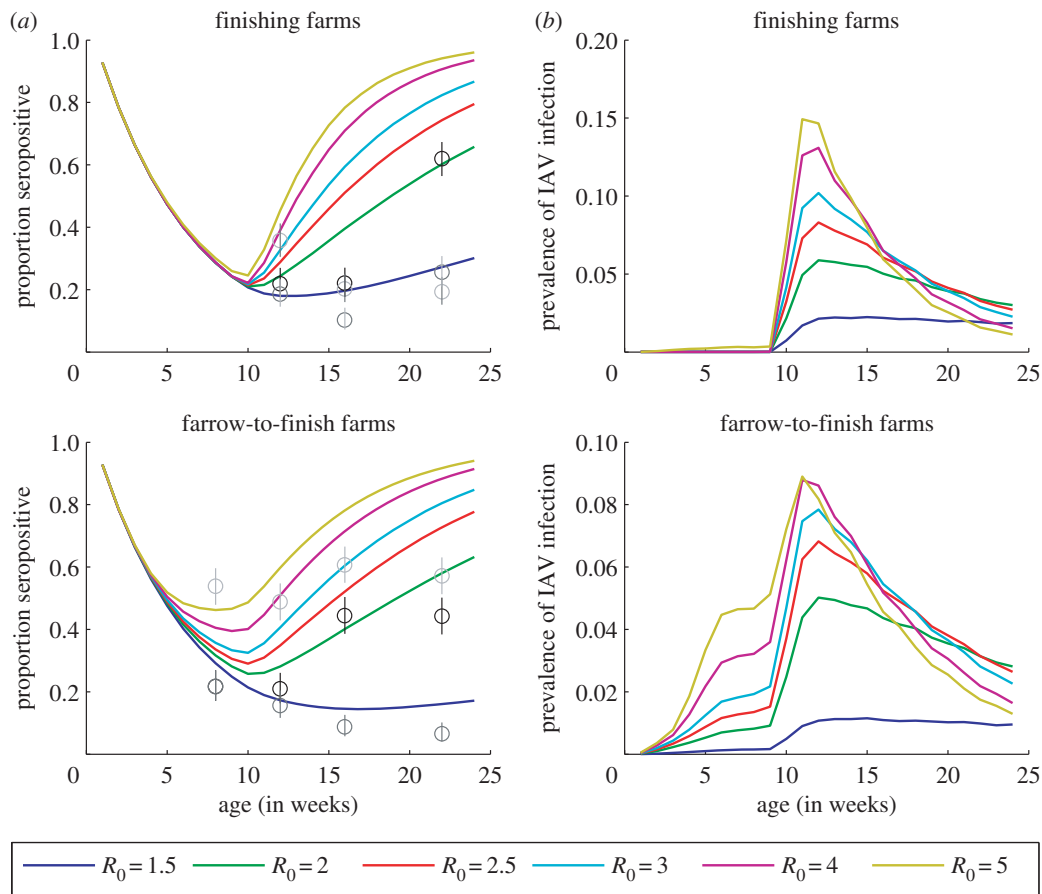 (a) finishing farms
1.0
0.8
0.6
0.4
0.2
0 5 10 15 20 25
proportion seropositive
(b) finishing farms
0.20
0.15
0.10
0.05
0 5 10 15 20 25
prevalence of IAV infection
farrow-to-finish farms
1.0
0.8
0.6
0.4
0.2
0 5 10 15 20 25
proportion seropositive
age (in weeks)
farrow-to-finish farms
0.10
0.08
0.06
0.04
0.02
0 5 10 15 20 25
prevalence of IAV infection
age (in weeks)
R₀ = 1.5 R₀ = 2 R₀ = 2.5 R₀ = 3 R₀ = 4 R₀ = 5